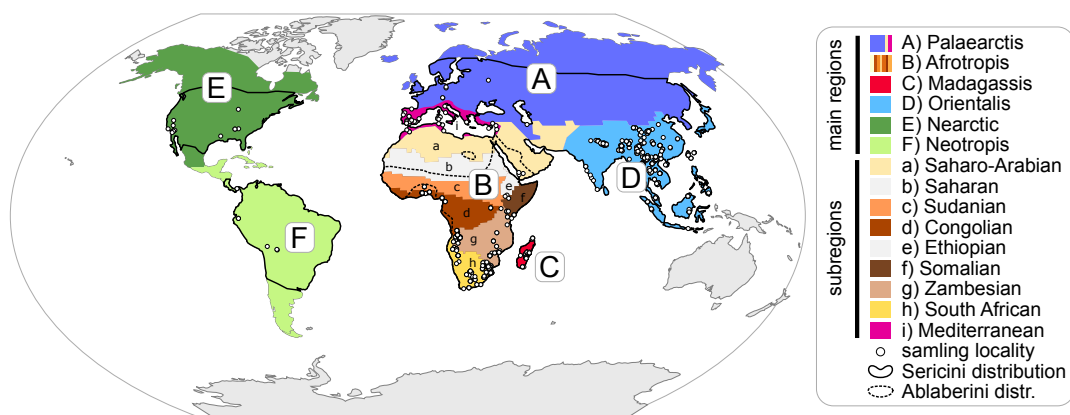 E
A
i
a
b
B
c
e
f
d
D
g
F
h
C
main regions
A) Palaearctis
B) Afrotropis
C) Madagassis
D) Orientalis
E) Nearctic
F) Neotropis
subregions
a) Saharo-Arabian
b) Saharan
c) Sudanian
d) Congolian
e) Ethiopian
f) Somalian
g) Zambesian
h) South African
i) Mediterranean
samling locality
Sericini distribution
Ablaberini distr.